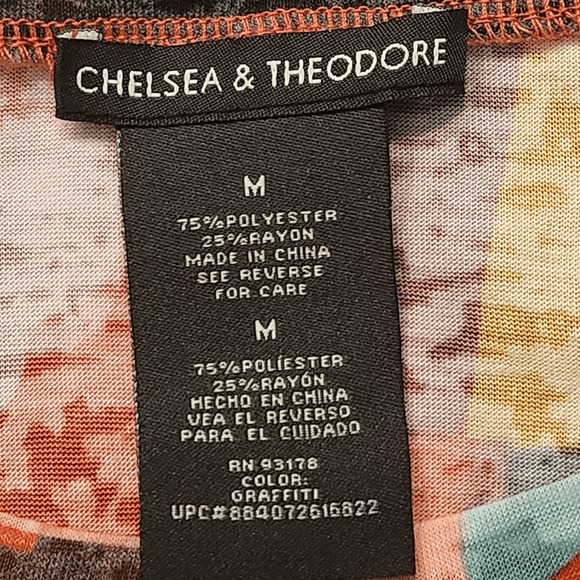 CHELSEA & THEODORE
M
75%POLYESTER
25%RAYON
MADE IN CHINA
SEE REVERSE
FOR CARE
M
75%POLÍESTER
25%RAYÓN
HECHO EN CHINA
VEA EL REVERSO
PARA EL CUIDADO
RN 93178
COLOR:
GRAFFITI
UPC#884072616822